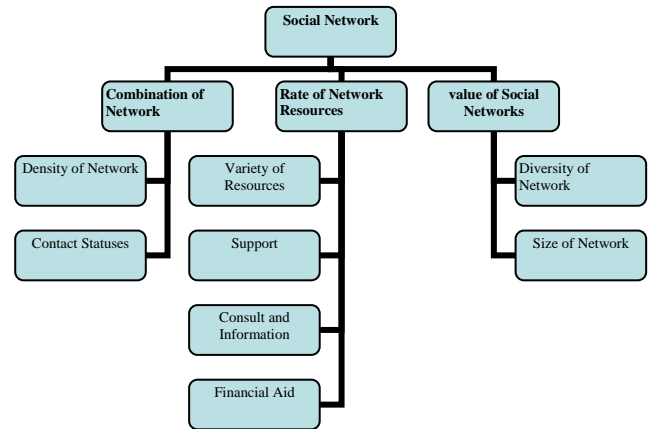 Social Network
Combination of
Network
Rate of Network
Resources
value of Social
Networks
Density of Network
Contact Statuses
Variety of
Resources
Support
Consult and
Information
Financial Aid
Diversity of
Network
Size of Network